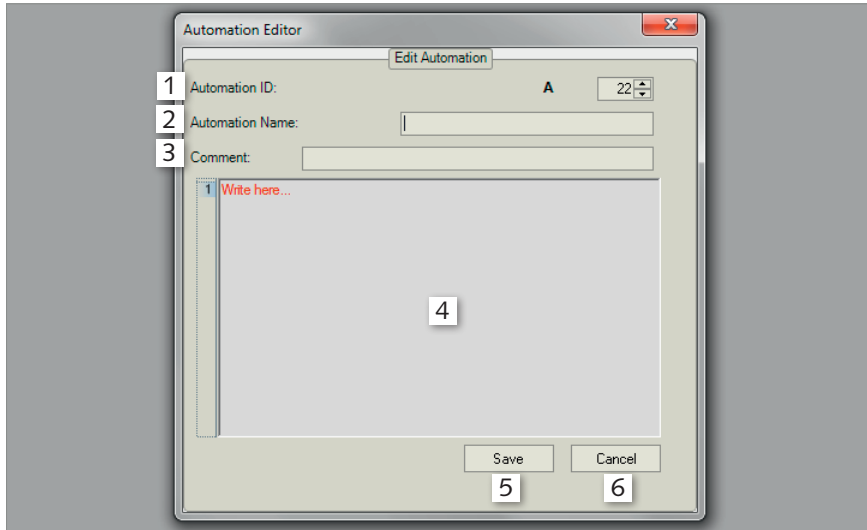 Automation Editor x
Edit Automation
1 Automation ID: A 22
2 Automation Name:
3 Comment:
1 Write here...
4
Save Cancel
5 6